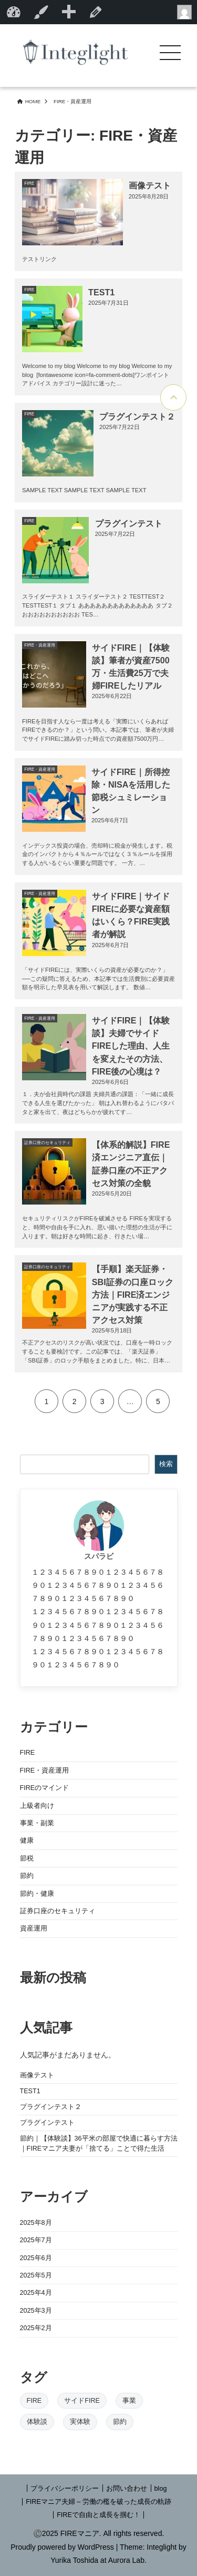 Integlight
HOME
FIRE・資産運用
カテゴリー: FIRE・資産
運用
FIRE
画像テスト
2025年8月28日
テストリンク
FIRE
TEST1
2025年7月31日
Welcome to my blog Welcome to my blog Welcome to my
blog [fontawesome icon=fa-comment-dots]ワンポイント
アドバイス カテゴリー設計に迷った…
FIRE
プラグインテスト２
2025年7月22日
SAMPLE TEXT SAMPLE TEXT SAMPLE TEXT
FIRE
プラグインテスト
2025年7月22日
スライダーテスト１ スライダーテスト２ TESTTEST２
TESTTEST１ タブ１ ああああああああああああああ タブ２
おおおおおおおおおおお TES…
FIRE・資産運用
サイドFIRE｜【体験
談】筆者が資産7500
万・生活費25万で夫
婦FIREしたリアル
2025年6月22日
FIREを目指す人なら一度は考える「実際にいくらあれば
FIREできるのか？」という問い。本記事では、筆者が夫婦
でサイドFIREに踏み切った時点での資産額7500万円…
FIRE・資産運用
サイドFIRE｜所得控
除・NISAを活用した
節税シュミレーショ
ン
2025年6月7日
インデックス投資の場合、売却時に税金が発生します。税
金のインパクトから４％ルールではなく３％ルールを採用
する人がいるぐらい重要な問題です。 一方、…
FIRE・資産運用
サイドFIRE｜サイド
FIREに必要な資産額
はいくら？FIRE実践
者が解説
2025年6月7日
「サイドFIREには、実際いくらの資産が必要なのか？」
──この疑問に答えるため、本記事では生活費別に必要資産
額を明示した早見表を用いて解説します。 数値…
FIRE・資産運用
サイドFIRE｜【体験
談】夫婦でサイド
FIREした理由、人生
を変えたその方法、
FIRE後の心境は？
2025年6月6日
１．夫が会社員時代の課題 夫婦共通の課題：「一緒に成長
できる人生を選びたかった」 朝は入れ替わるようにバタバ
タと家を出て、夜はどちらかが疲れてす…
証券口座のセキュリティ
【体系的解説】FIRE
済エンジニア直伝｜
証券口座の不正アク
セス対策の全貌
2025年5月20日
セキュリティリスクがFIREを破滅させる FIREを実現する
と、時間や自由を手に入れ、思い描いた理想の生活が手に
入ります。朝は好きな時間に起き、行きたい場…
証券口座のセキュリティ
【手順】楽天証券・
SBI証券の口座ロック
方法｜FIRE済エンジ
ニアが実践する不正
アクセス対策
2025年5月18日
不正アクセスのリスクが高い状況では、口座を一時ロック
することも要検討です。この記事では、「楽天証券」
「SBI証券」のロック手順をまとめました。特に、日本…
1 2 3 … 5
検索
スパラビ
１２３４５６７８９０１２３４５６７８
９０１２３４５６７８９０１２３４５６
７８９０１２３４５６７８９０
１２３４５６７８９０１２３４５６７８
９０１２３４５６７８９０１２３４５６
７８９０１２３４５６７８９０
１２３４５６７８９０１２３４５６７８
９０１２３４５６７８９０
カテゴリー
FIRE
FIRE・資産運用
FIREのマインド
上級者向け
事業・副業
健康
節税
節約
節約・健康
証券口座のセキュリティ
資産運用
最新の投稿
人気記事
人気記事がまだありません。
画像テスト
TEST1
プラグインテスト２
プラグインテスト
節約｜【体験談】36平米の部屋で快適に暮らす方法
｜FIREマニア夫妻が「捨てる」ことで得た生活
アーカイブ
2025年8月
2025年7月
2025年6月
2025年5月
2025年4月
2025年3月
2025年2月
タグ
FIRE サイドFIRE 事業
体験談 実体験 節約
｜プライバシーポリシー｜お問い合わせ｜blog
｜FIREマニア夫婦 – 労働の檻を破った成長の軌跡
｜FIREで自由と成長を掴む！｜
Ⓒ2025 FIREマニア. All rights reserved.
Proudly powered by WordPress | Theme: Integlight by
Yurika Toshida at Aurora Lab.